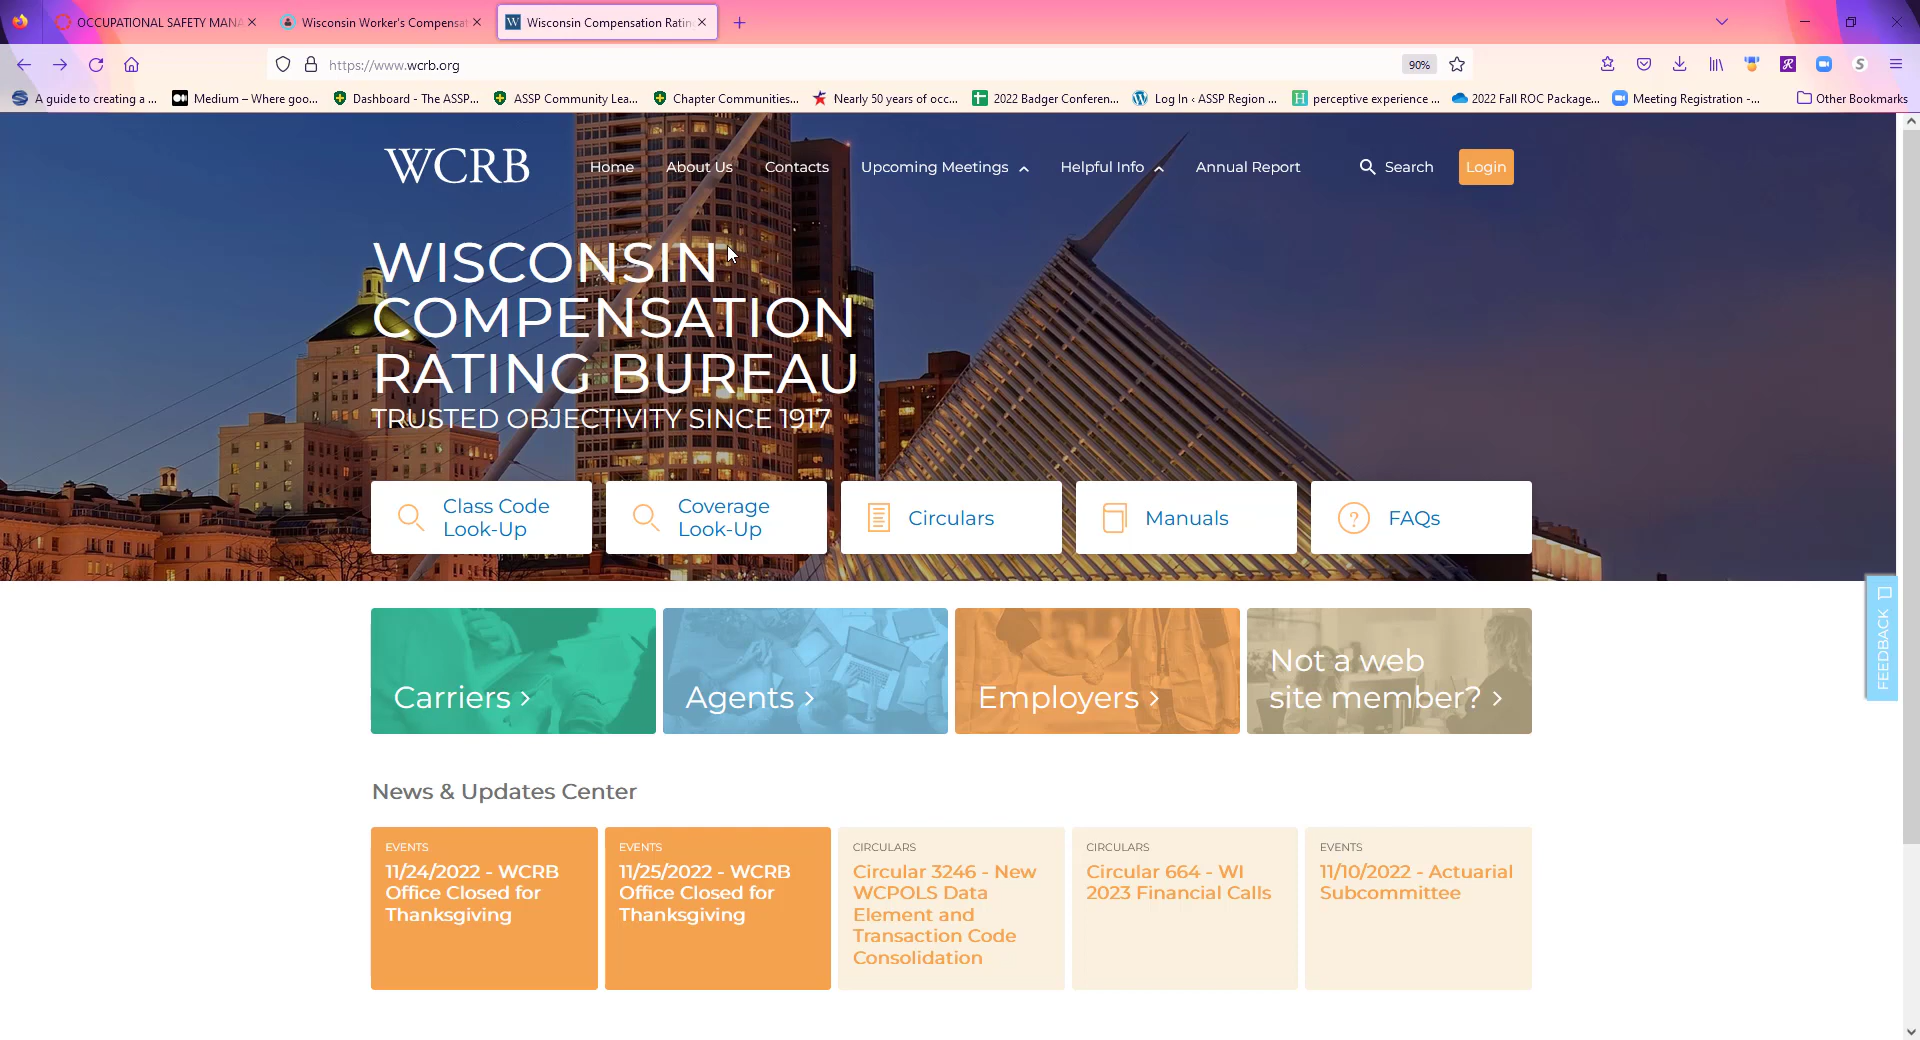 OCCUPATIONAL SAFETY MANA
Wisconsin Worker's Compensat
Wisconsin Compensation Ratin
https://www.wcrb.org
90%
A guide to creating a ...
Medium – Where goo...
Dashboard - The ASSP...
ASSP Community Lea...
Chapter Communities...
Nearly 50 years of occ...
2022 Badger Conferen...
Log In ‹ ASSP Region ...
perceptive experience ...
2022 Fall ROC Package...
Meeting Registration -...
Other Bookmarks
WCRB
Home
About Us
Contacts
Upcoming Meetings
Helpful Info
Annual Report
Search
Login
WISCONSIN
COMPENSATION
RATING BUREAU
TRUSTED OBJECTIVITY SINCE 1917
Class Code
Look-Up
Coverage
Look-Up
Circulars
Manuals
FAQs
FEEDBACK
Carriers ›
Agents ›
Employers ›
Not a web
site member? ›
News & Updates Center
EVENTS
11/24/2022 - WCRB
Office Closed for
Thanksgiving
EVENTS
11/25/2022 - WCRB
Office Closed for
Thanksgiving
CIRCULARS
Circular 3246 - New
WCPOLS Data
Element and
Transaction Code
Consolidation
CIRCULARS
Circular 664 - WI
2023 Financial Calls
EVENTS
11/10/2022 - Actuarial
Subcommittee